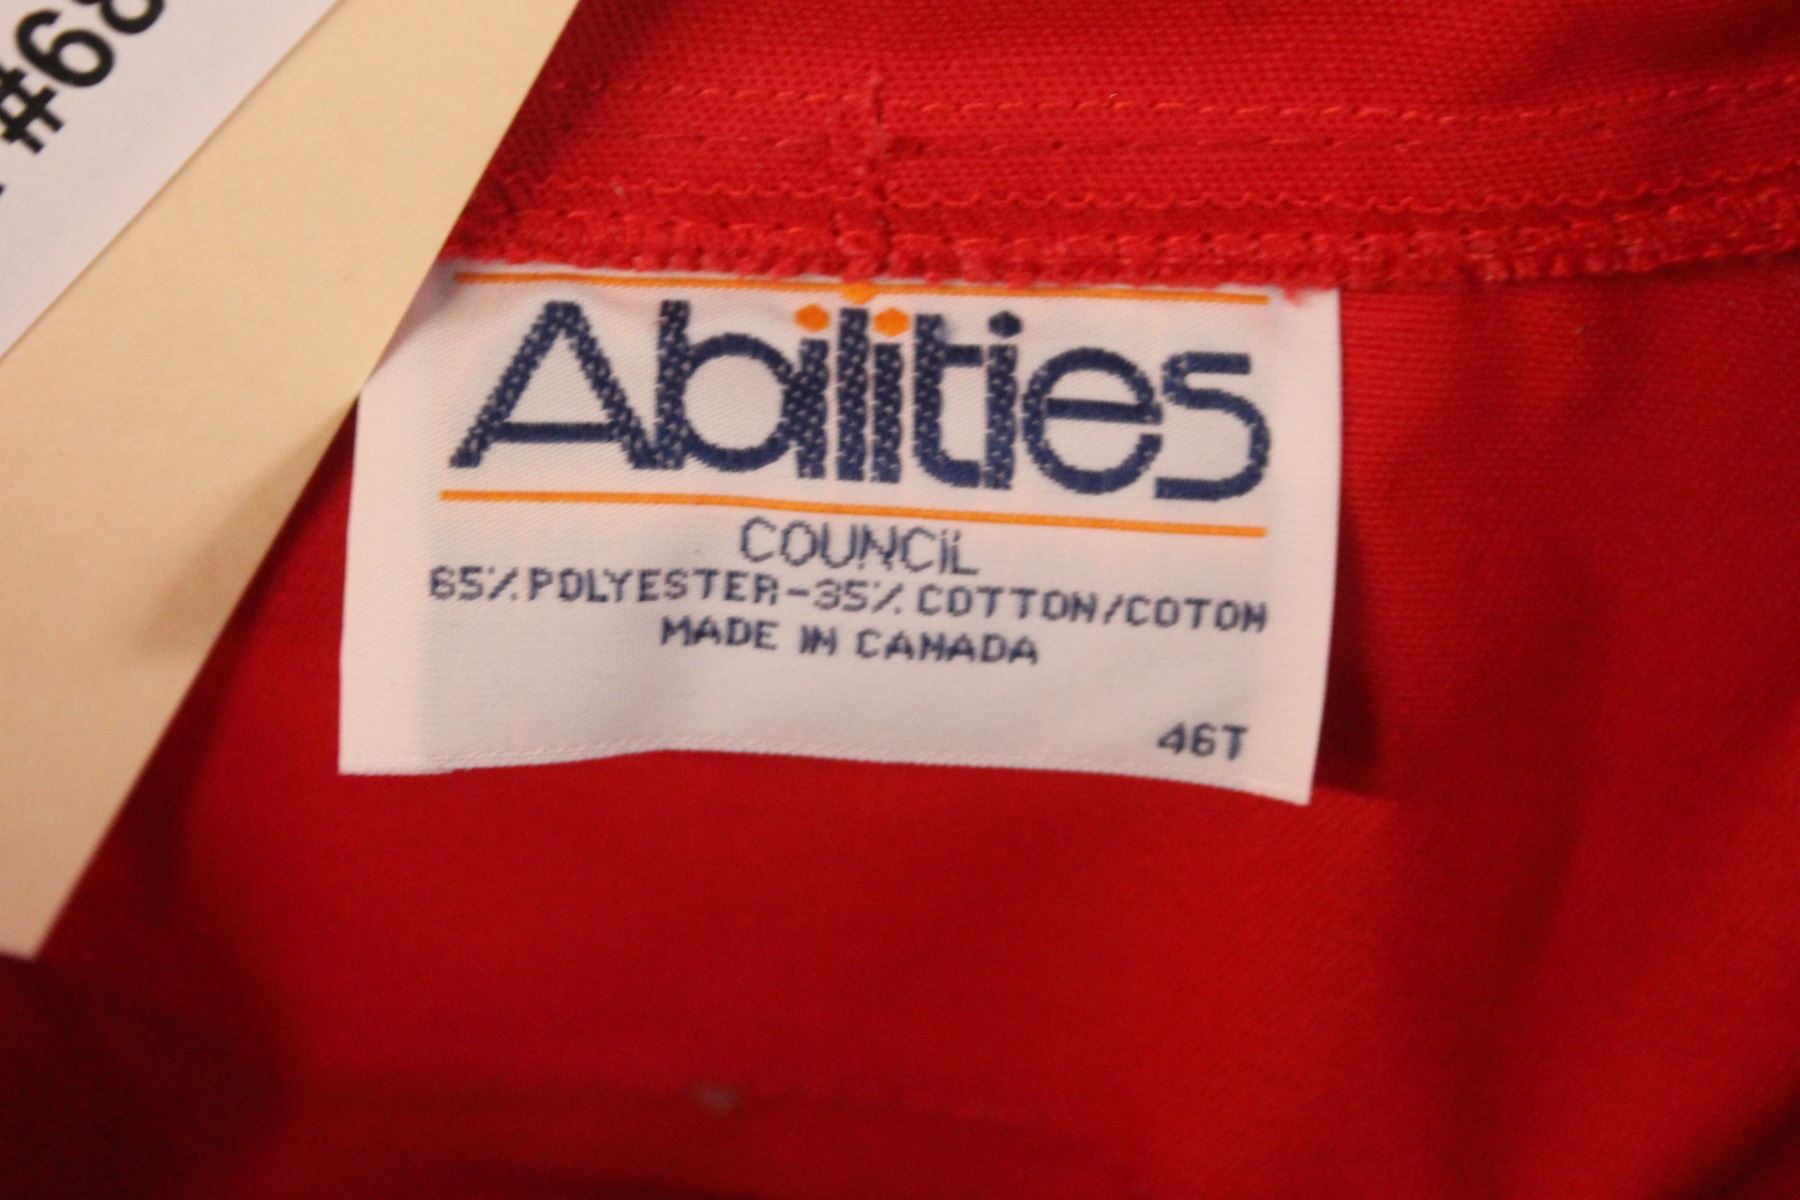 #68
Abilities
COUNCIL
65% POLYESTER-35% COTTON/COTON
MADE IN CANADA
46T